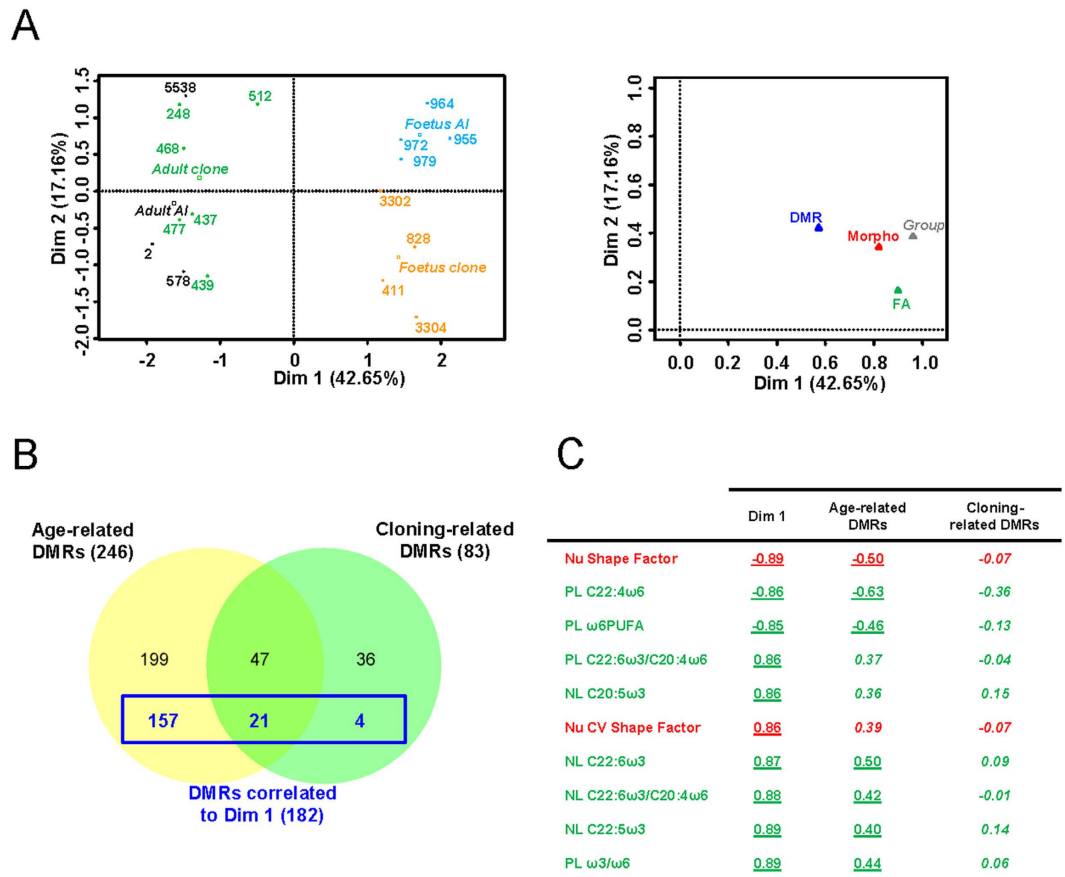 A
1.5
1.0
0.5
0.0
-0.5
-1.0
-1.5
-2.0
Dim 2 (17.16%)
5538
248
512
468
Adult clone
Adult AI
477
437
2
578
439
964
Foetus AI
955
972
979
3302
828
Foetus clone
411
3304
-2
-1
0
1
2
Dim 1 (42.65%)
1.0
0.8
0.6
0.4
0.2
0.0
Dim 2 (17.16%)
DMR
Morpho
Group
FA
0.0
0.2
0.4
0.6
0.8
1.0
Dim 1 (42.65%)
B
Age-related
DMRs (246)
Cloning-related
DMRs (83)
199
47
36
157
21
4
DMRs correlated
to Dim 1 (182)
C
Dim 1 Age-related DMRs Cloning-related DMRs
Nu Shape Factor -0.89 -0.50 -0.07
PL C22:4ω6 -0.86 -0.63 -0.36
PL ω6PUFA -0.85 -0.46 -0.13
PL C22:6ω3/C20:4ω6 0.86 0.37 -0.04
NL C20:5ω3 0.86 0.36 0.15
Nu CV Shape Factor 0.86 0.39 -0.07
NL C22:6ω3 0.87 0.50 0.09
NL C22:6ω3/C20:4ω6 0.88 0.42 -0.01
NL C22:5ω3 0.89 0.40 0.14
PL ω3/ω6 0.89 0.44 0.06